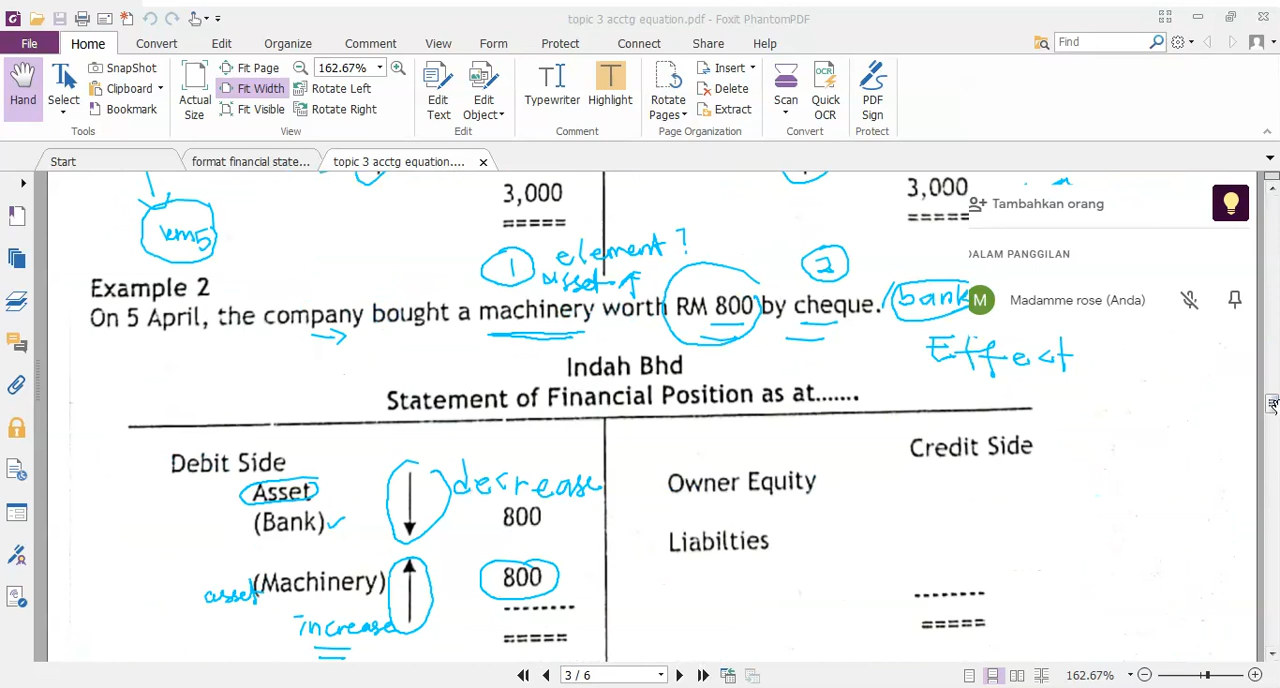 topic 3 acctg equation.pdf - Foxit PhantomPDF
File Home Convert Edit Organize Comment View Form Protect Connect Share Help Find
Hand Select SnapShot Clipboard Bookmark Tools
Actual Size Fit Page Fit Width Fit Visible 162.67% Rotate Left Rotate Right View
Edit Text Edit Object Edit
Typewriter Highlight Comment
Rotate Pages Insert Delete Extract Page Organization
Scan Quick OCR Convert
PDF Sign Protect
Start format financial state... topic 3 acctg equation....
3,000 3,000
===== =====
Tambahkan orang
DALAM PANGGILAN
M Madamme rose (Anda)
1 element ? 2
asset ↑
Example 2
On 5 April, the company bought a machinery worth RM 800 by cheque. / bank
Effect
Indah Bhd
Statement of Financial Position as at.......
Debit Side Credit Side
Asset decrease Owner Equity
(Bank) 800
Liabilties
asset (Machinery) 800
increase
-------- --------
===== =====
3 / 6 162.67%